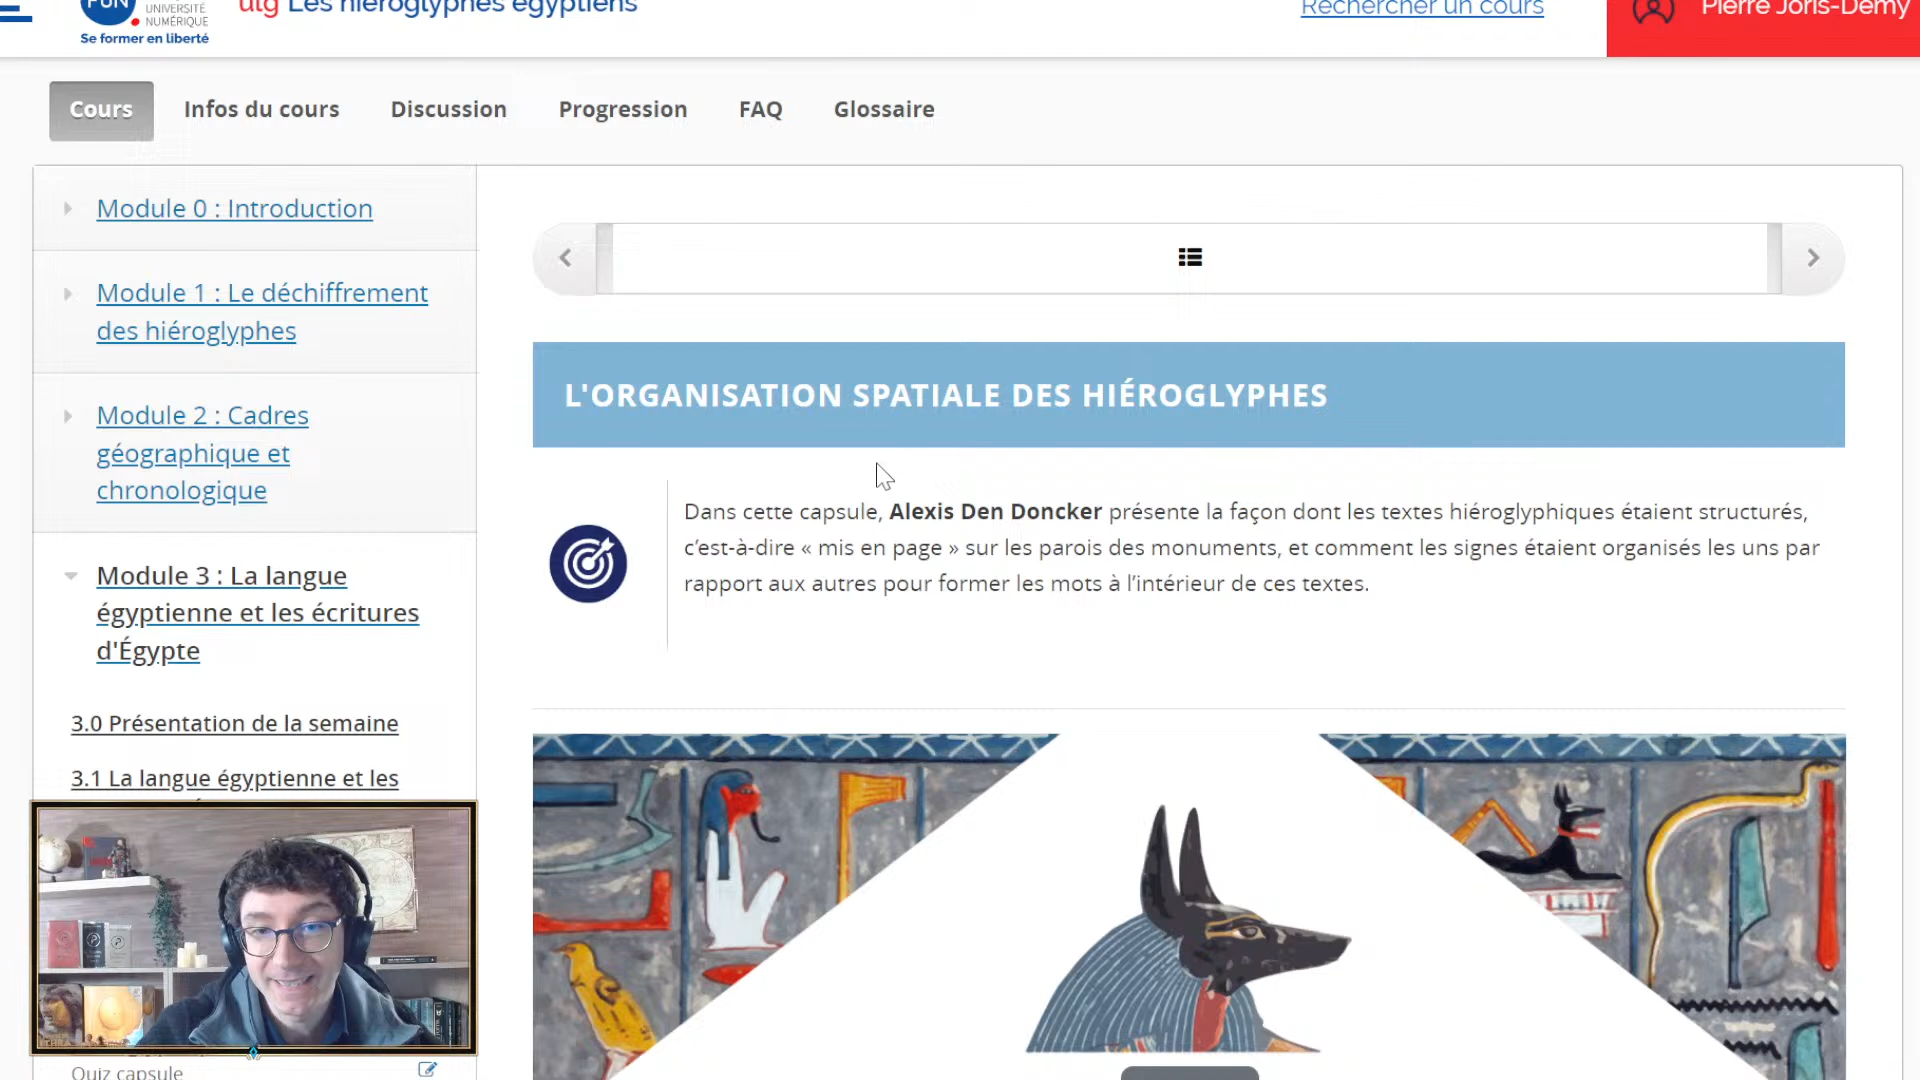 FUN
UNIVERSITÉ
NUMÉRIQUE
Se former en liberté
ulg Les hiéroglyphes égyptiens
Rechercher un cours
Pierre Joris-Demy
Cours
Infos du cours
Discussion
Progression
FAQ
Glossaire
Module 0 : Introduction
Module 1 : Le déchiffrement
des hiéroglyphes
Module 2 : Cadres
géographique et
chronologique
Module 3 : La langue
égyptienne et les écritures
d'Égypte
3.0 Présentation de la semaine
3.1 La langue égyptienne et les
Quiz capsule
L'ORGANISATION SPATIALE DES HIÉROGLYPHES
Dans cette capsule, Alexis Den Doncker présente la façon dont les textes hiéroglyphiques étaient structurés,
c’est-à-dire « mis en page » sur les parois des monuments, et comment les signes étaient organisés les uns par
rapport aux autres pour former les mots à l’intérieur de ces textes.